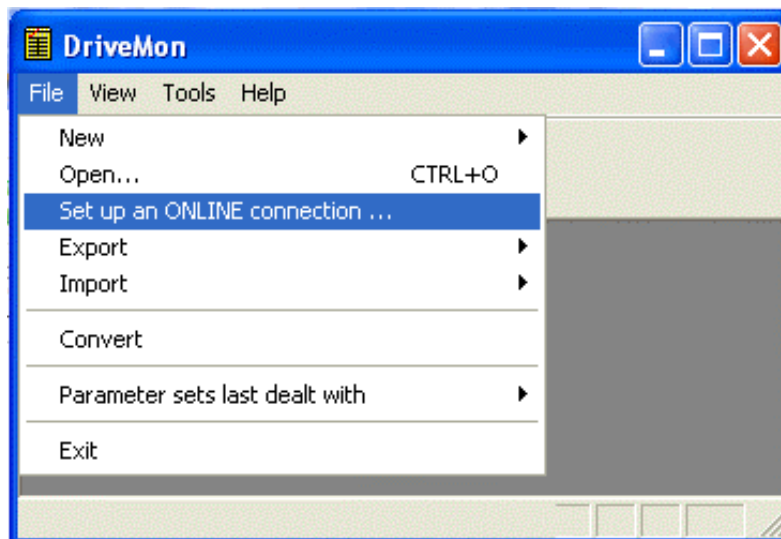 DriveMon
File View Tools Help
New
Open... CTRL+O
Set up an ONLINE connection ...
Export
Import
Convert
Parameter sets last dealt with
Exit